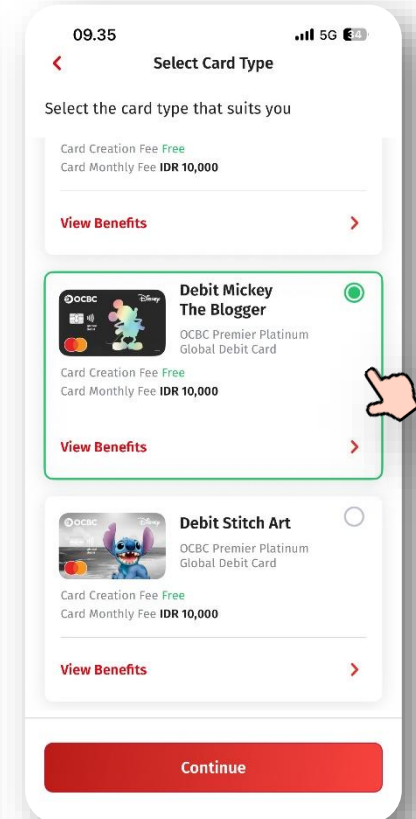 09.35
5G 34
Select Card Type
Select the card type that suits you
Card Creation Fee Free
Card Monthly Fee IDR 10,000
View Benefits
OCBC Disney
Debit Mickey
The Blogger
OCBC Premier Platinum
Global Debit Card
Card Creation Fee Free
Card Monthly Fee IDR 10,000
View Benefits
OCBC Disney
Debit Stitch Art
OCBC Premier Platinum
Global Debit Card
Card Creation Fee Free
Card Monthly Fee IDR 10,000
View Benefits
Continue